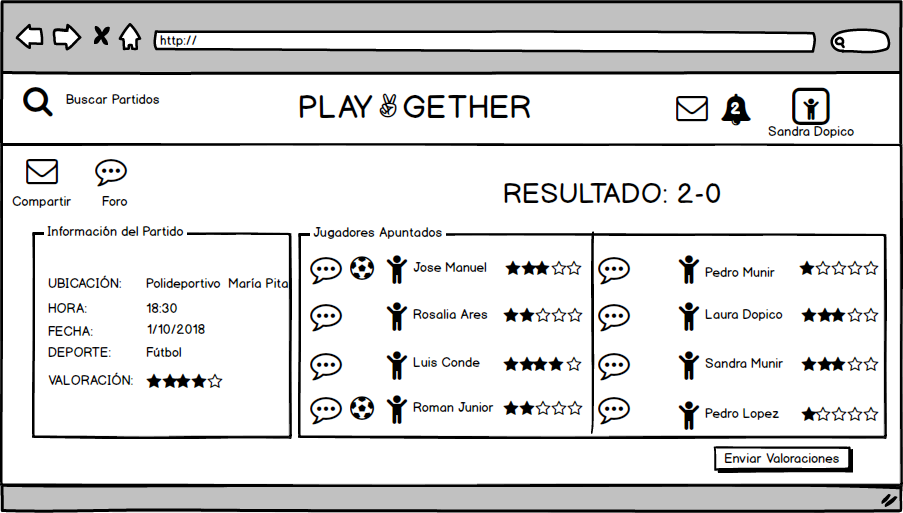 http://
Buscar Partidos
PLAY GETHER
2
Sandra Dopico
Compartir
Foro
RESULTADO: 2-0
Información del Partido
UBICACIÓN: Polideportivo María Pita
HORA: 18:30
FECHA: 1/10/2018
DEPORTE: Fútbol
VALORACIÓN:
Jugadores Apuntados
Jose Manuel
Rosalia Ares
Luis Conde
Roman Junior
Pedro Munir
Laura Dopico
Sandra Munir
Pedro Lopez
Enviar Valoraciones